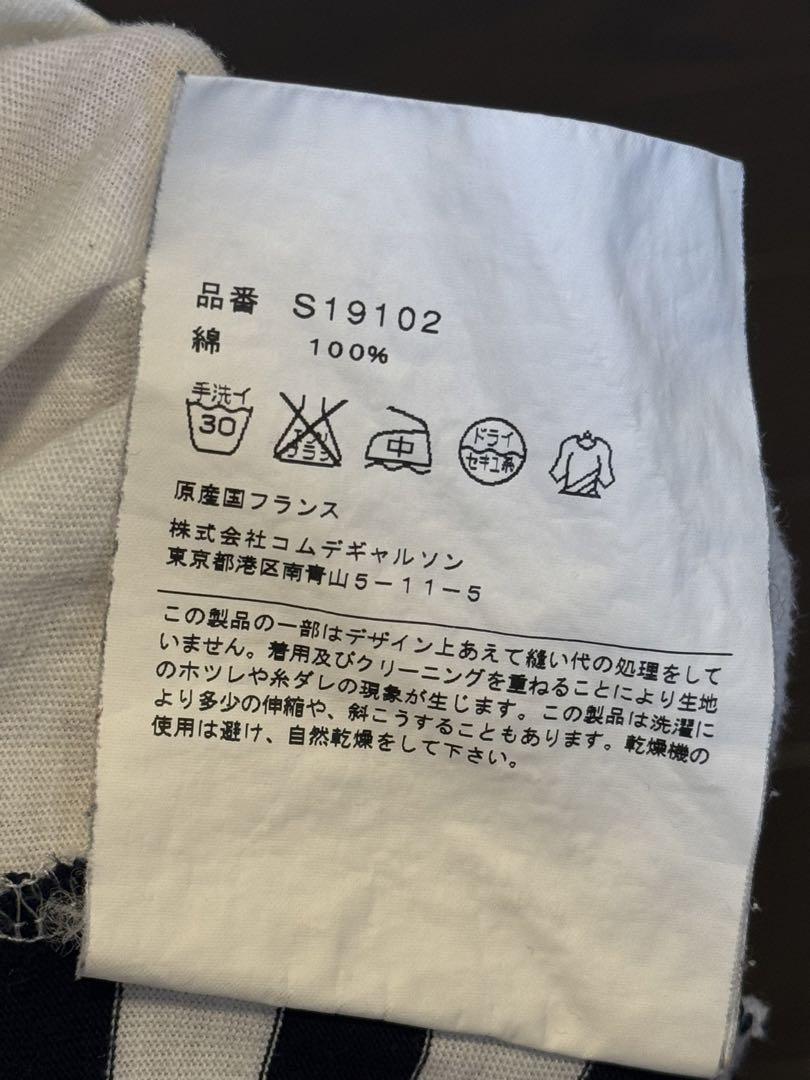 品番 S19102
綿 100%
手洗イ
30
エンソ
フラシ
中
ドライ
セキユ系
原産国フランス
株式会社コムデギャルソン
東京都港区南青山5-11-5
この製品の一部はデザイン上あえて縫い代の処理をして
いません。着用及びクリーニングを重ねることにより生地
のホツレや糸ダレの現象が生じます。この製品は洗濯に
より多少の伸縮や、斜こうすることもあります。乾燥機の
使用は避け、自然乾燥をして下さい。